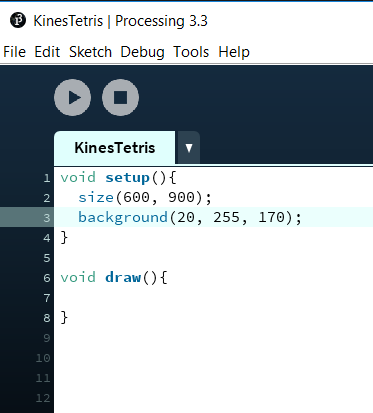 KinesTetris | Processing 3.3
File Edit Sketch Debug Tools Help
KinesTetris ▼
1 void setup(){
2   size(600, 900);
3   background(20, 255, 170);
4 }
5
6 void draw(){
7
8 }
9
10
11
12